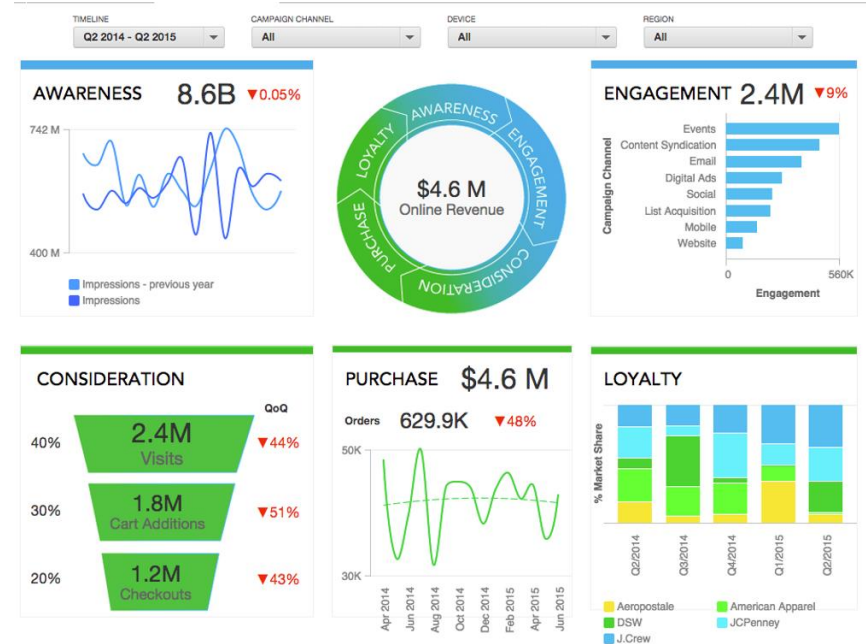 TIMELINE
Q2 2014 - Q2 2015
CAMPAIGN CHANNEL
All
DEVICE
All
REGION
All
AWARENESS 8.6B ▼0.05%
742 M
400 M
Impressions - previous year
Impressions
AWARENESS
ENGAGEMENT
CONSIDERATION
PURCHASE
LOYALTY
$4.6 M
Online Revenue
ENGAGEMENT 2.4M ▼9%
Campaign Channel
Events
Content Syndication
Email
Digital Ads
Social
List Acquisition
Mobile
Website
0 560K
Engagement
CONSIDERATION
QoQ
40% 2.4M ▼44%
Visits
30% 1.8M ▼51%
Cart Additions
20% 1.2M ▼43%
Checkouts
PURCHASE $4.6 M
Orders 629.9K ▼48%
50K
30K
Apr 2014
Jun 2014
Aug 2014
Oct 2014
Dec 2014
Feb 2015
Apr 2015
Jun 2015
LOYALTY
% Market Share
Q2/2014
Q3/2014
Q4/2014
Q1/2015
Q2/2015
Aeropostale
American Apparel
DSW
JCPenney
J.Crew